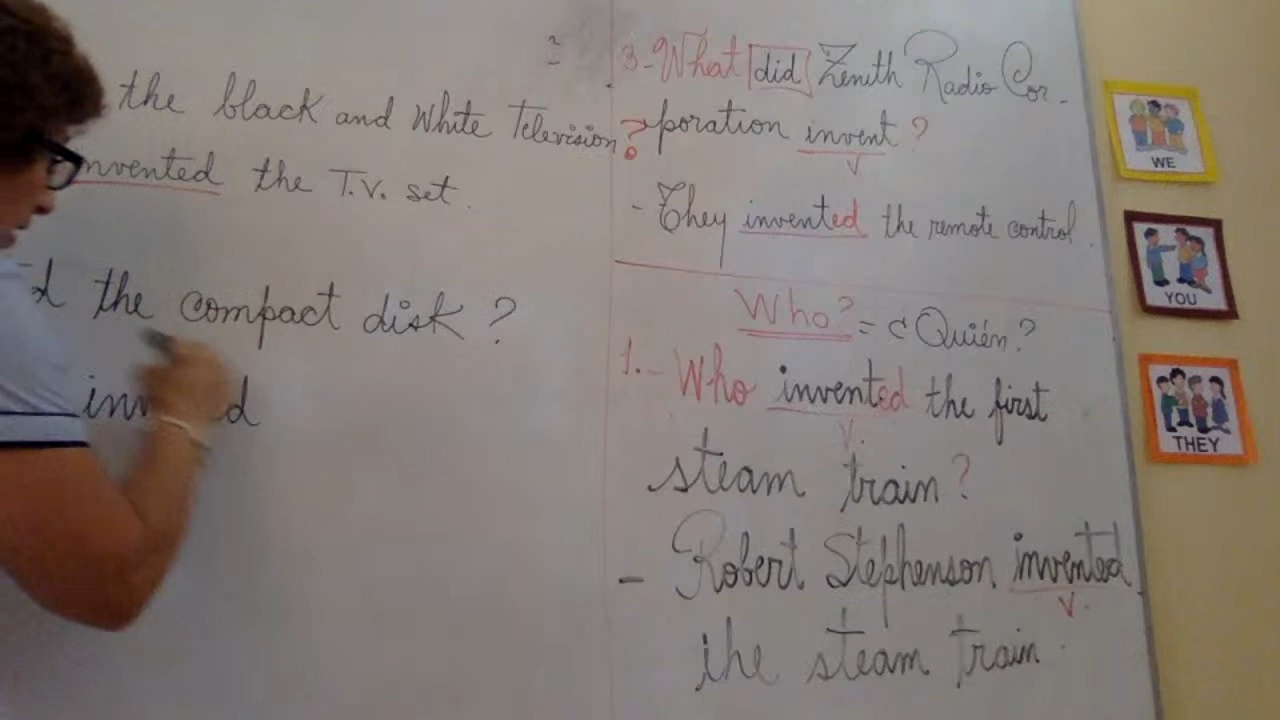 the black and White Television?
invented the T.V. set.
the compact disk?
3-What did Zenith Radio Cor-
poration invent?
V
- They invented the remote control.
Who? = ¿Quién?
1.- Who invented the first
V.
steam train?
- Robert Stephenson invented
V.
the steam train.
WE
YOU
THEY